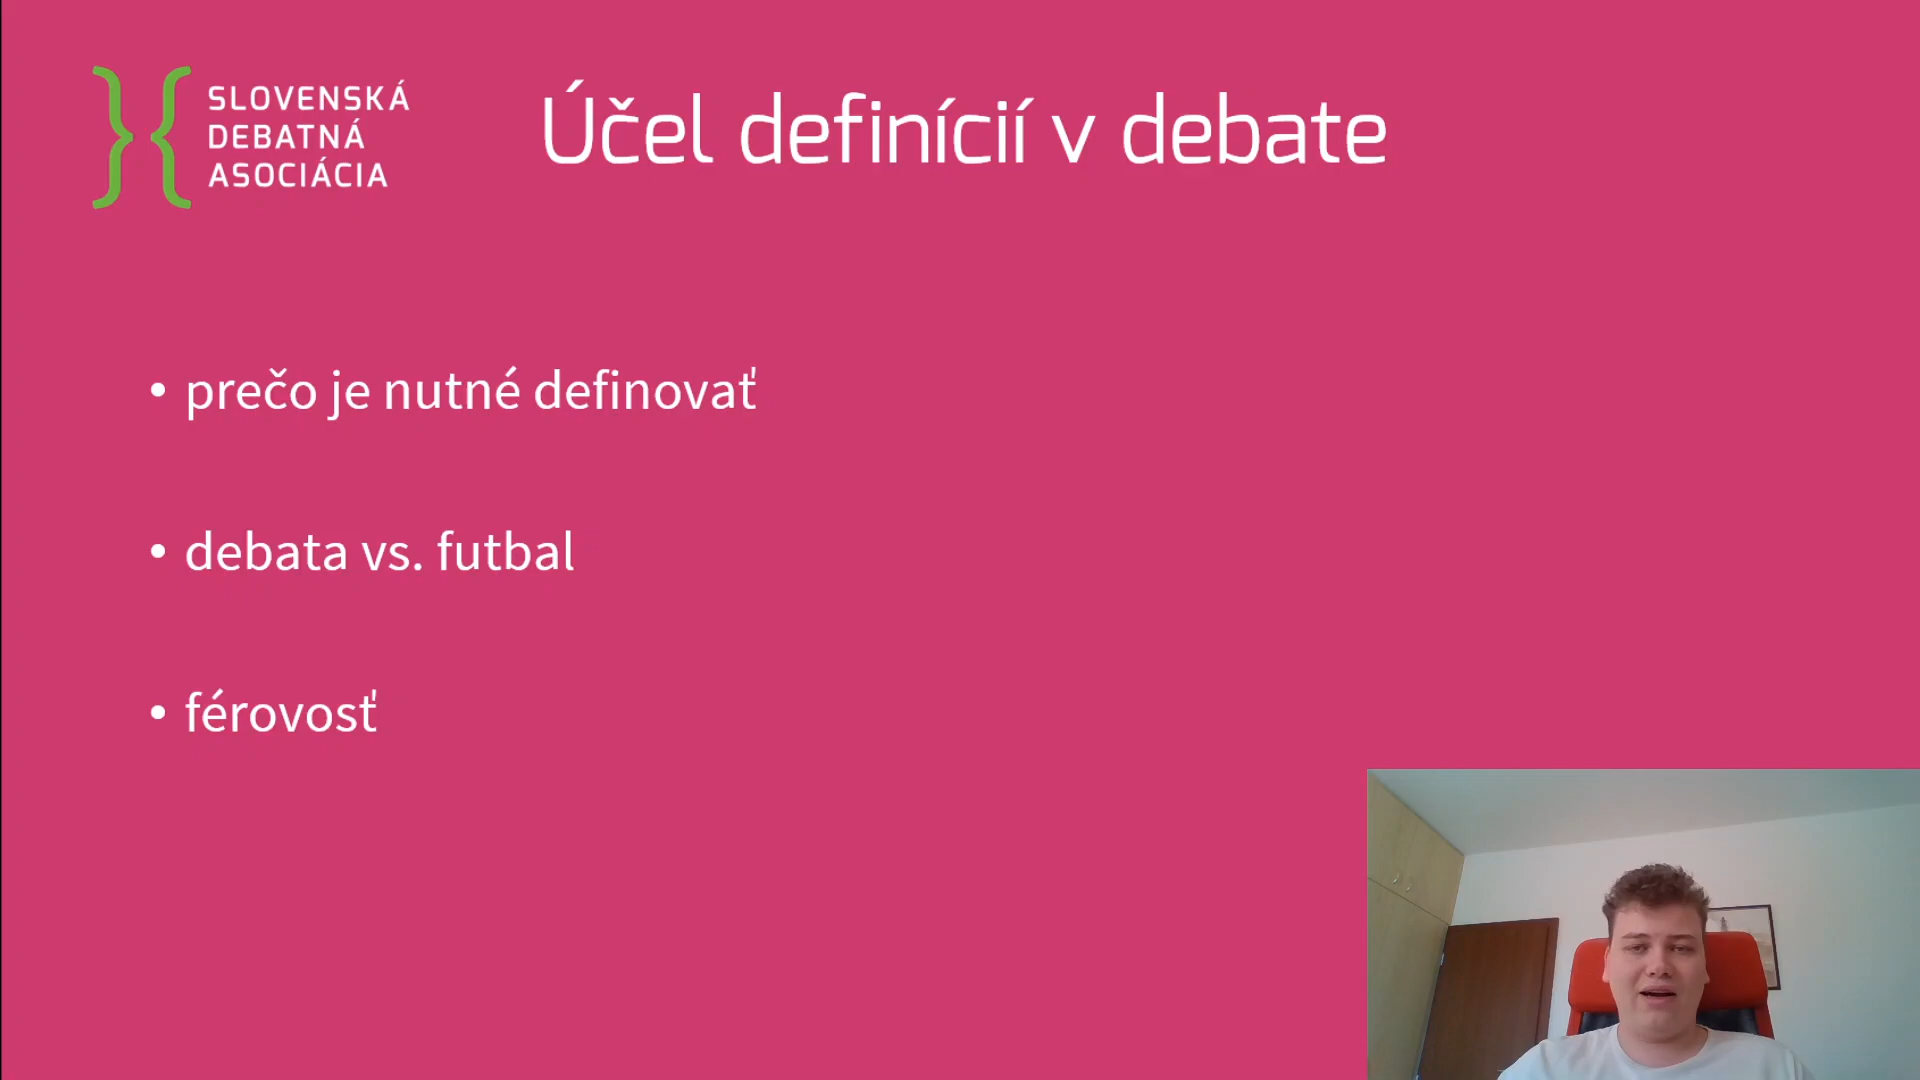 SLOVENSKÁ
DEBATNÁ
ASOCIÁCIA
Účel definícií v debate
• prečo je nutné definovať
• debata vs. futbal
• férovosť